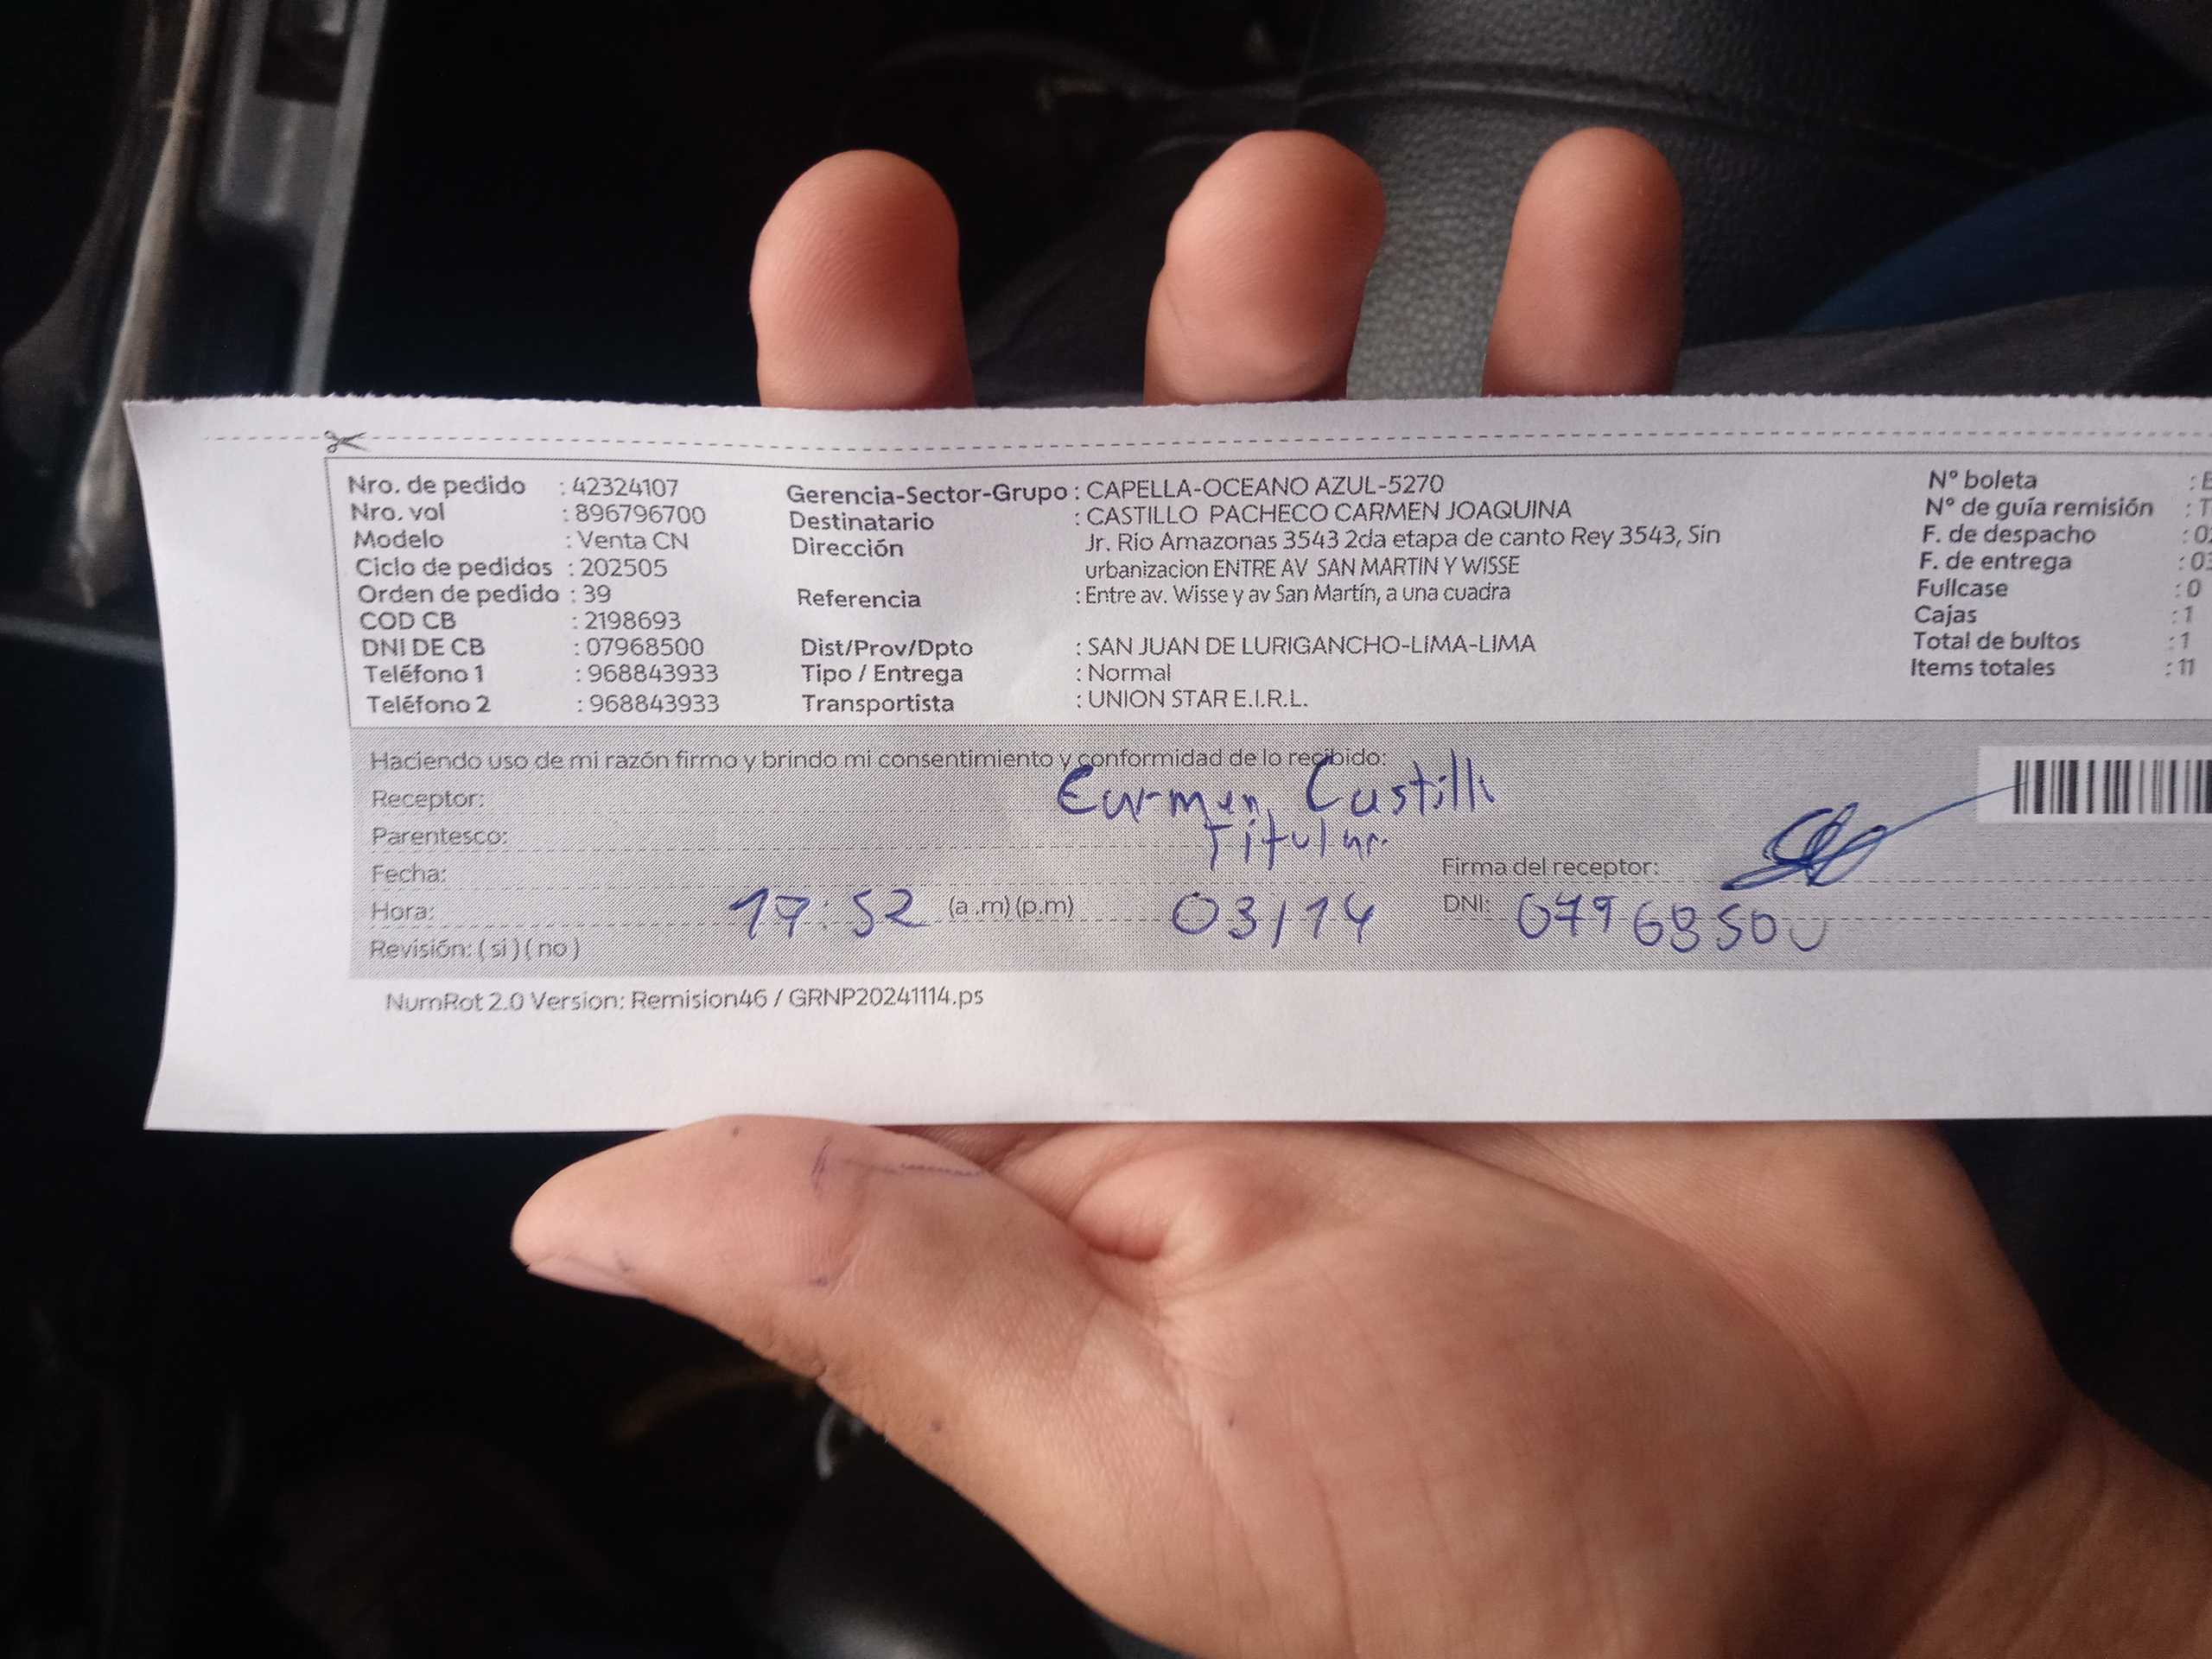 Nro. de pedido : 42324107
Nro. vol : 896796700
Modelo : Venta CN
Ciclo de pedidos : 202505
Orden de pedido : 39
COD CB : 2198693
DNI DE CB : 07968500
Teléfono 1 : 968843933
Teléfono 2 : 968843933
Gerencia-Sector-Grupo : CAPELLA-OCEANO AZUL-5270
Destinatario : CASTILLO PACHECO CARMEN JOAQUINA
Dirección Jr. Rio Amazonas 3543 2da etapa de canto Rey 3543, Sin
urbanizacion ENTRE AV SAN MARTIN Y WISSE
Referencia : Entre av. Wisse y av San Martín, a una cuadra
Dist/Prov/Dpto : SAN JUAN DE LURIGANCHO-LIMA-LIMA
Tipo / Entrega : Normal
Transportista : UNION STAR E.I.R.L.
N° boleta :
N° de guía remisión :
F. de despacho :
F. de entrega :
Fullcase : 0
Cajas : 1
Total de bultos : 1
Items totales : 11
Haciendo uso de mi razón firmo y brindo mi consentimiento y conformidad de lo recibido:
Receptor: Carmen Castillo
Parentesco: Titular
Fecha:
Firma del receptor:
Hora: 17:52 (a.m) (p.m) 03/14 DNI: 07968500
Revisión: ( si ) ( no )
NumRot 2.0 Version: Remision46 / GRNP20241114.ps